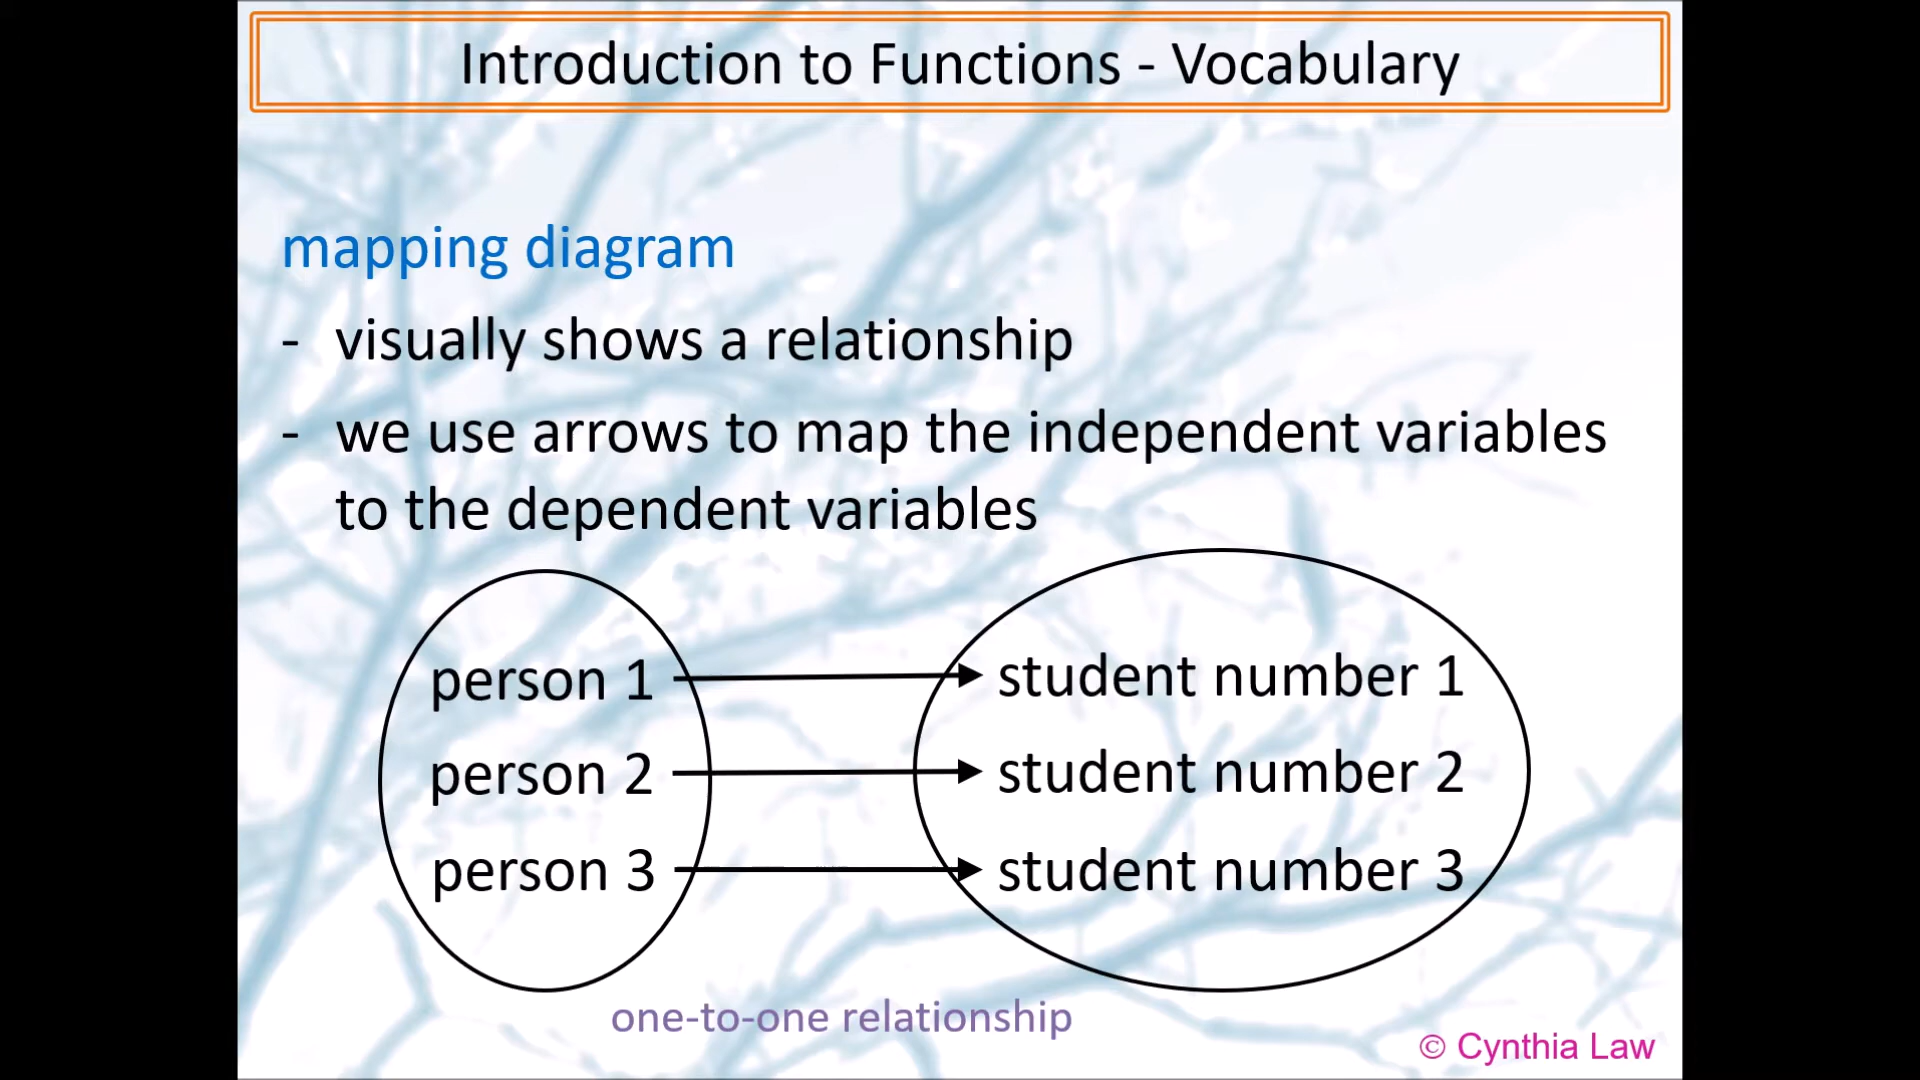 Introduction to Functions - Vocabulary
mapping diagram
- visually shows a relationship
- we use arrows to map the independent variables
to the dependent variables
person 1 student number 1
person 2 student number 2
person 3 student number 3
one-to-one relationship
© Cynthia Law